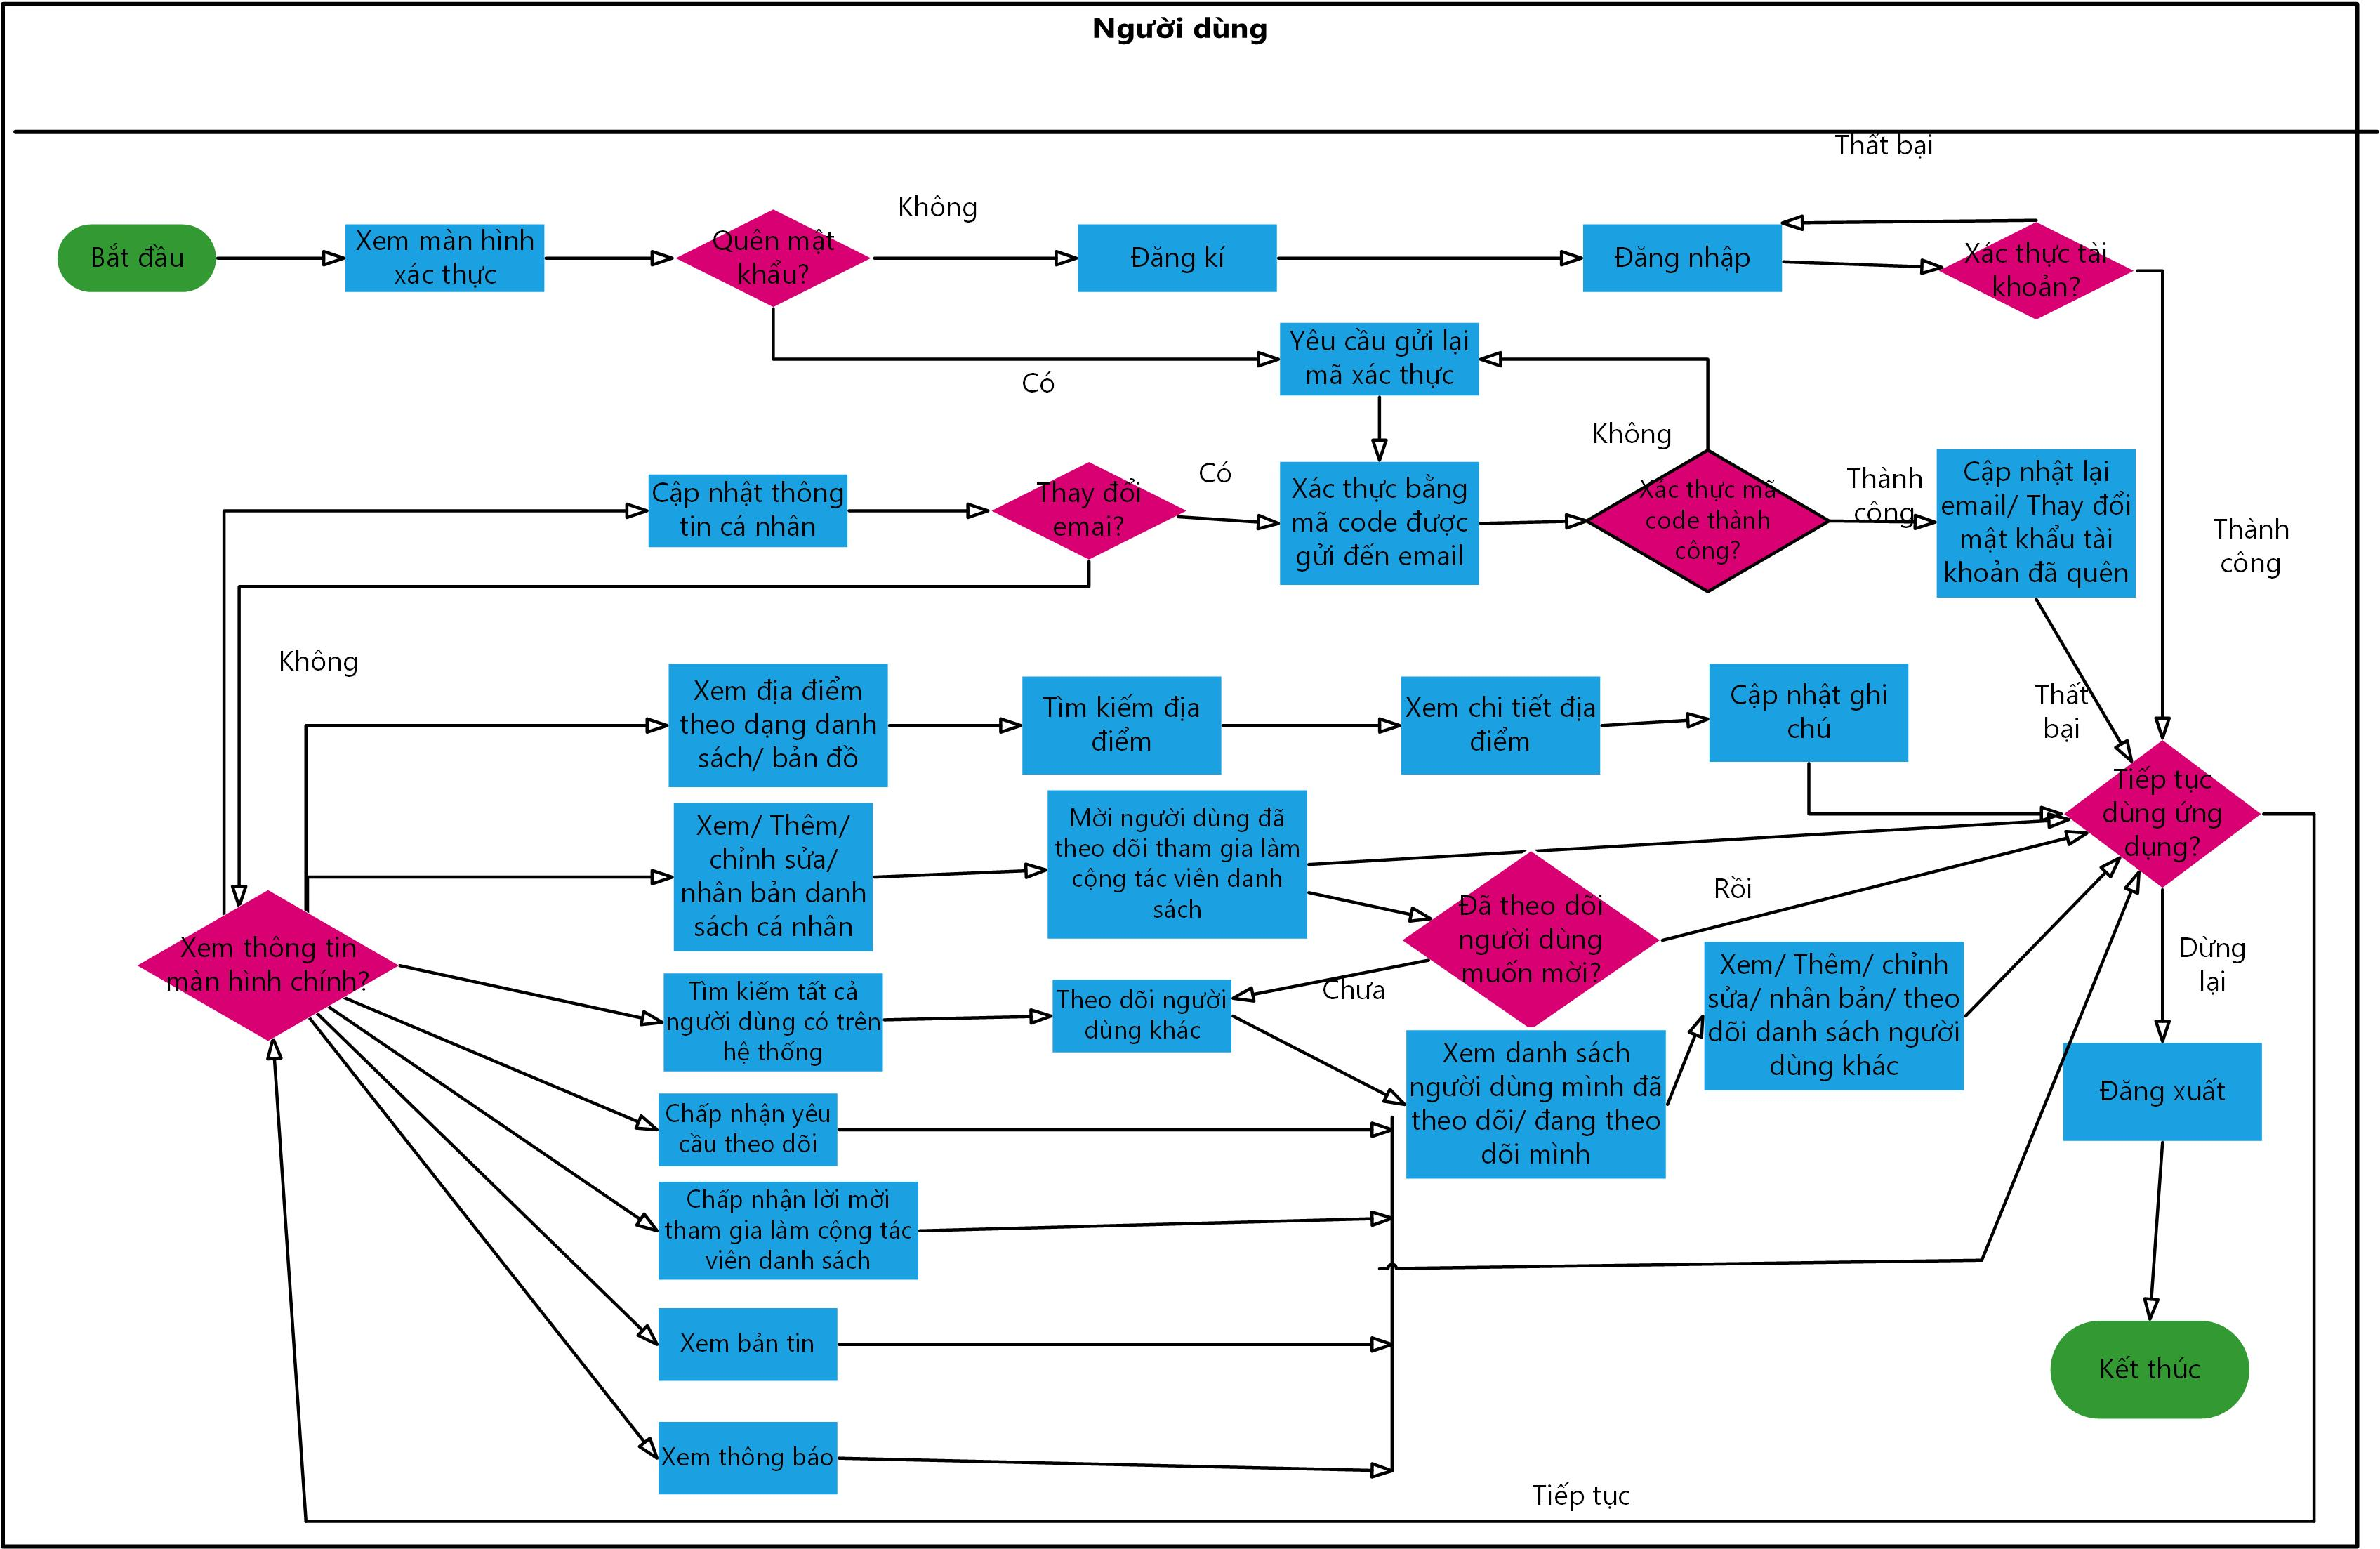 Người dùng
Thất bại
Không
Bắt đầu
Xem màn hình
xác thực
Quên mật
khẩu?
Đăng kí
Đăng nhập
Xác thực tài
khoản?
Yêu cầu gửi lại
mã xác thực
Có
Không
Cập nhật thông
tin cá nhân
Thay đổi
emai?
Có
Xác thực bằng
mã code được
gửi đến email
Xác thực mã
code thành
công?
Thành
công
Cập nhật lại
email/ Thay đổi
mật khẩu tài
khoản đã quên
Thành
công
Không
Xem địa điểm
theo dạng danh
sách/ bản đồ
Tìm kiếm địa
điểm
Xem chi tiết địa
điểm
Cập nhật ghi
chú
Thất
bại
Tiếp tục
dùng ứng
dụng?
Xem/ Thêm/
chỉnh sửa/
nhân bản danh
sách cá nhân
Mời người dùng đã
theo dõi tham gia làm
cộng tác viên danh
sách
Đã theo dõi
người dùng
muốn mời?
Rồi
Dừng
lại
Xem thông tin
màn hình chính?
Tìm kiếm tất cả
người dùng có trên
hệ thống
Theo dõi người
dùng khác
Chưa
Xem/ Thêm/ chỉnh
sửa/ nhân bản/ theo
dõi danh sách người
dùng khác
Xem danh sách
người dùng mình đã
theo dõi/ đang theo
dõi mình
Đăng xuất
Chấp nhận yêu
cầu theo dõi
Chấp nhận lời mời
tham gia làm cộng tác
viên danh sách
Xem bản tin
Kết thúc
Xem thông báo
Tiếp tục